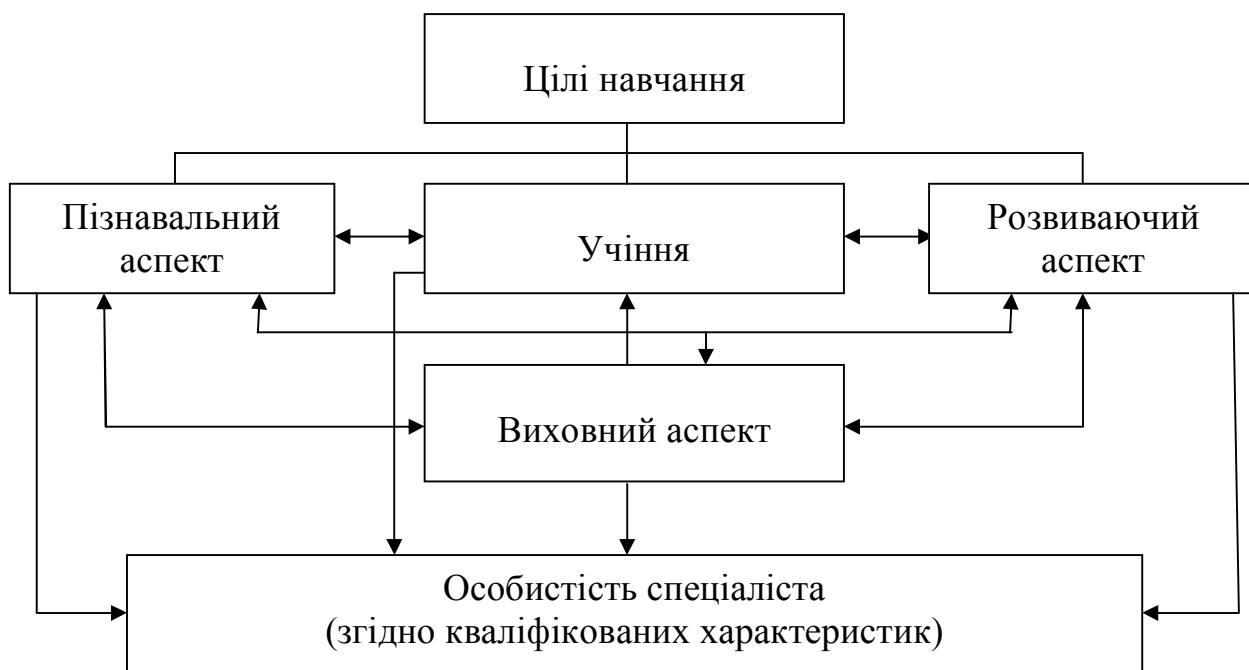 Цілі навчання
Пізнавальний
аспект
Учіння
Розвиваючий
аспект
Виховний аспект
Особистість спеціаліста
(згідно кваліфікованих характеристик)